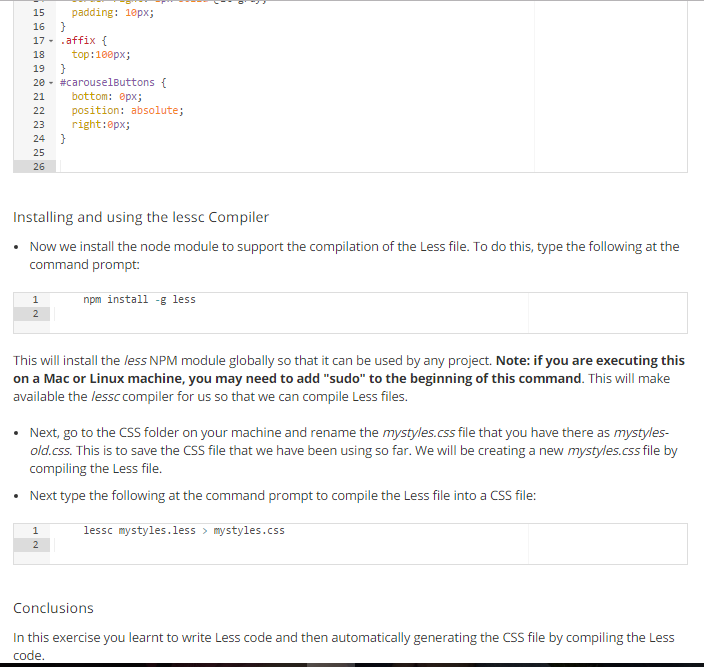 15 padding: 10px;
16 }
17 .affix {
18 top:100px;
19 }
20 #carouselButtons {
21 bottom: 0px;
22 position: absolute;
23 right:0px;
24 }
25
26
Installing and using the lessc Compiler
• Now we install the node module to support the compilation of the Less file. To do this, type the following at the
command prompt:
1 npm install -g less
2
This will install the less NPM module globally so that it can be used by any project. Note: if you are executing this
on a Mac or Linux machine, you may need to add "sudo" to the beginning of this command. This will make
available the lessc compiler for us so that we can compile Less files.
• Next, go to the CSS folder on your machine and rename the mystyles.css file that you have there as mystyles-
old.css. This is to save the CSS file that we have been using so far. We will be creating a new mystyles.css file by
compiling the Less file.
• Next type the following at the command prompt to compile the Less file into a CSS file:
1 lessc mystyles.less > mystyles.css
2
Conclusions
In this exercise you learnt to write Less code and then automatically generating the CSS file by compiling the Less
code.